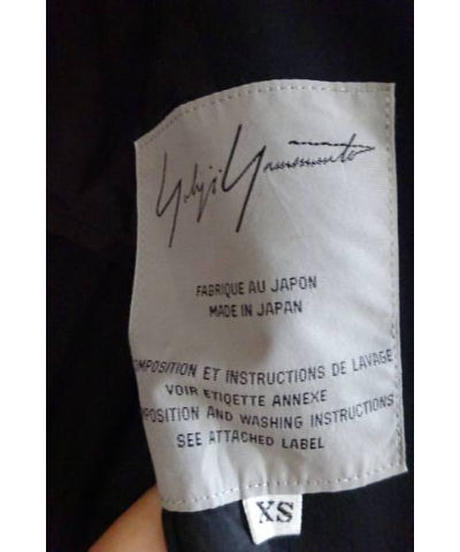 Yohji Yamamoto
FABRIQUE AU JAPON
MADE IN JAPAN
OMPOSITION ET INSTRUCTIONS DE LAVAGE
VOIR ETIQETTE ANNEXE
POSITION AND WASHING INSTRUCTIONS
SEE ATTACHED LABEL
XS